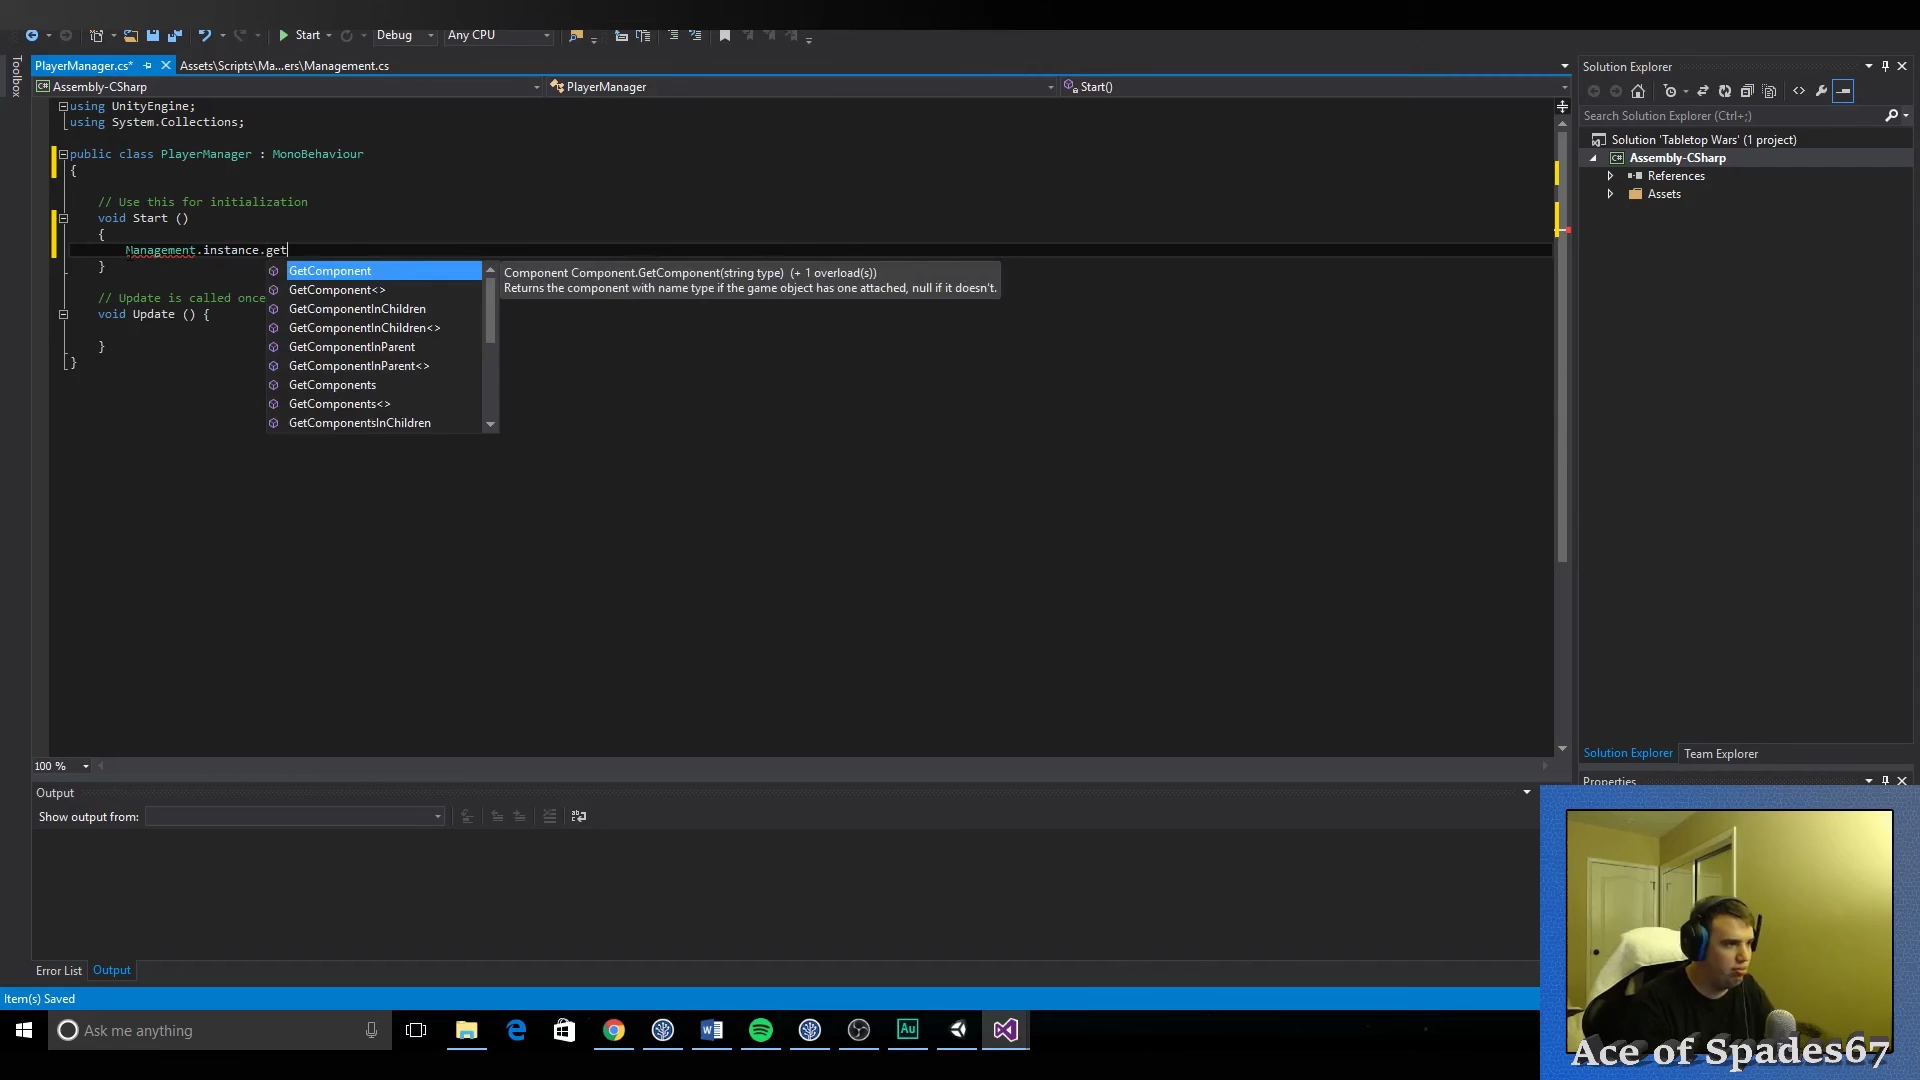 Start
Debug
Any CPU
PlayerManager.cs*
Assets\Scripts\Ma...ers\Management.cs
Toolbox
Assembly-CSharp
PlayerManager
Start()
using UnityEngine;
using System.Collections;
public class PlayerManager : MonoBehaviour
{
// Use this for initialization
void Start ()
{
Management.instance.get
}
// Update is called once
void Update () {
}
}
GetComponent
GetComponent<>
GetComponentInChildren
GetComponentInChildren<>
GetComponentInParent
GetComponentInParent<>
GetComponents
GetComponents<>
GetComponentsInChildren
Component Component.GetComponent(string type) (+ 1 overload(s))
Returns the component with name type if the game object has one attached, null if it doesn't.
100 %
Output
Show output from:
Error List
Output
Item(s) Saved
Ask me anything
Solution Explorer
Search Solution Explorer (Ctrl+;)
Solution 'Tabletop Wars' (1 project)
C# Assembly-CSharp
References
Assets
Solution Explorer
Team Explorer
Properties
Ace of Spades67